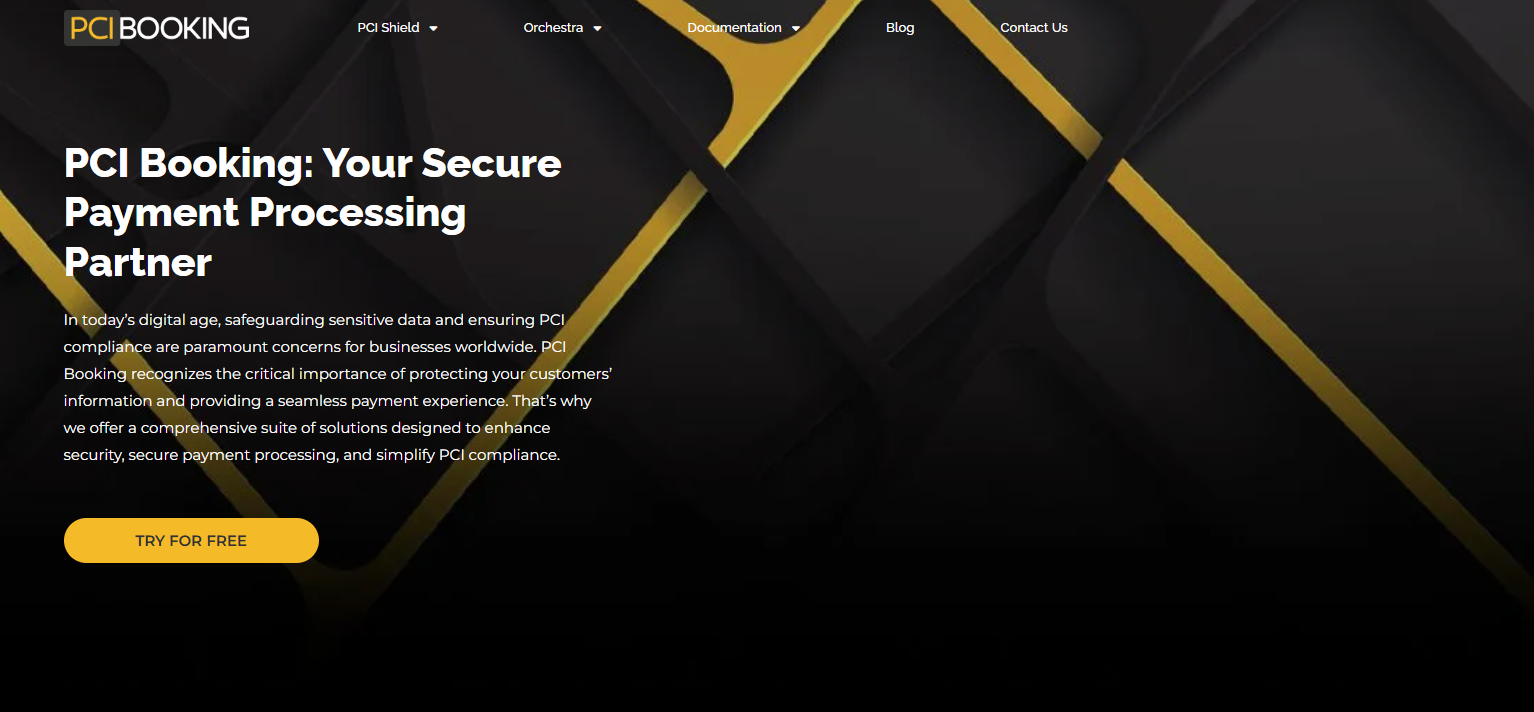 PCI BOOKING
PCI Shield
Orchestra
Documentation
Blog
Contact Us
PCI Booking: Your Secure
Payment Processing
Partner
In today’s digital age, safeguarding sensitive data and ensuring PCI
compliance are paramount concerns for businesses worldwide. PCI
Booking recognizes the critical importance of protecting your customers’
information and providing a seamless payment experience. That’s why
we offer a comprehensive suite of solutions designed to enhance
security, secure payment processing, and simplify PCI compliance.
TRY FOR FREE